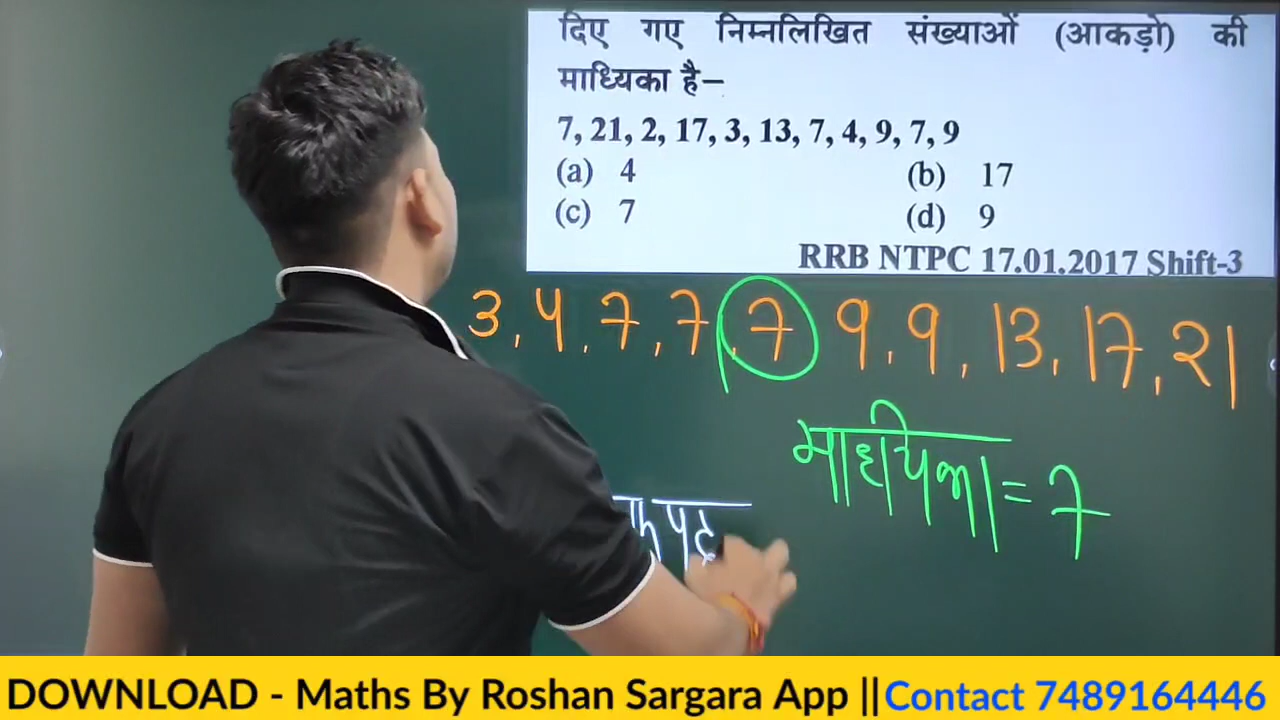 दिए गए निम्नलिखित संख्याओं (आकड़ो) की
माध्यिका है–
7, 21, 2, 17, 3, 13, 7, 4, 9, 7, 9
(a) 4 (b) 17
(c) 7 (d) 9
RRB NTPC 17.01.2017 Shift-3
3, 4, 7, 7, 7 9, 9, 13, 17, 21
माध्यिका = 7
DOWNLOAD - Maths By Roshan Sargara App || Contact 7489164446